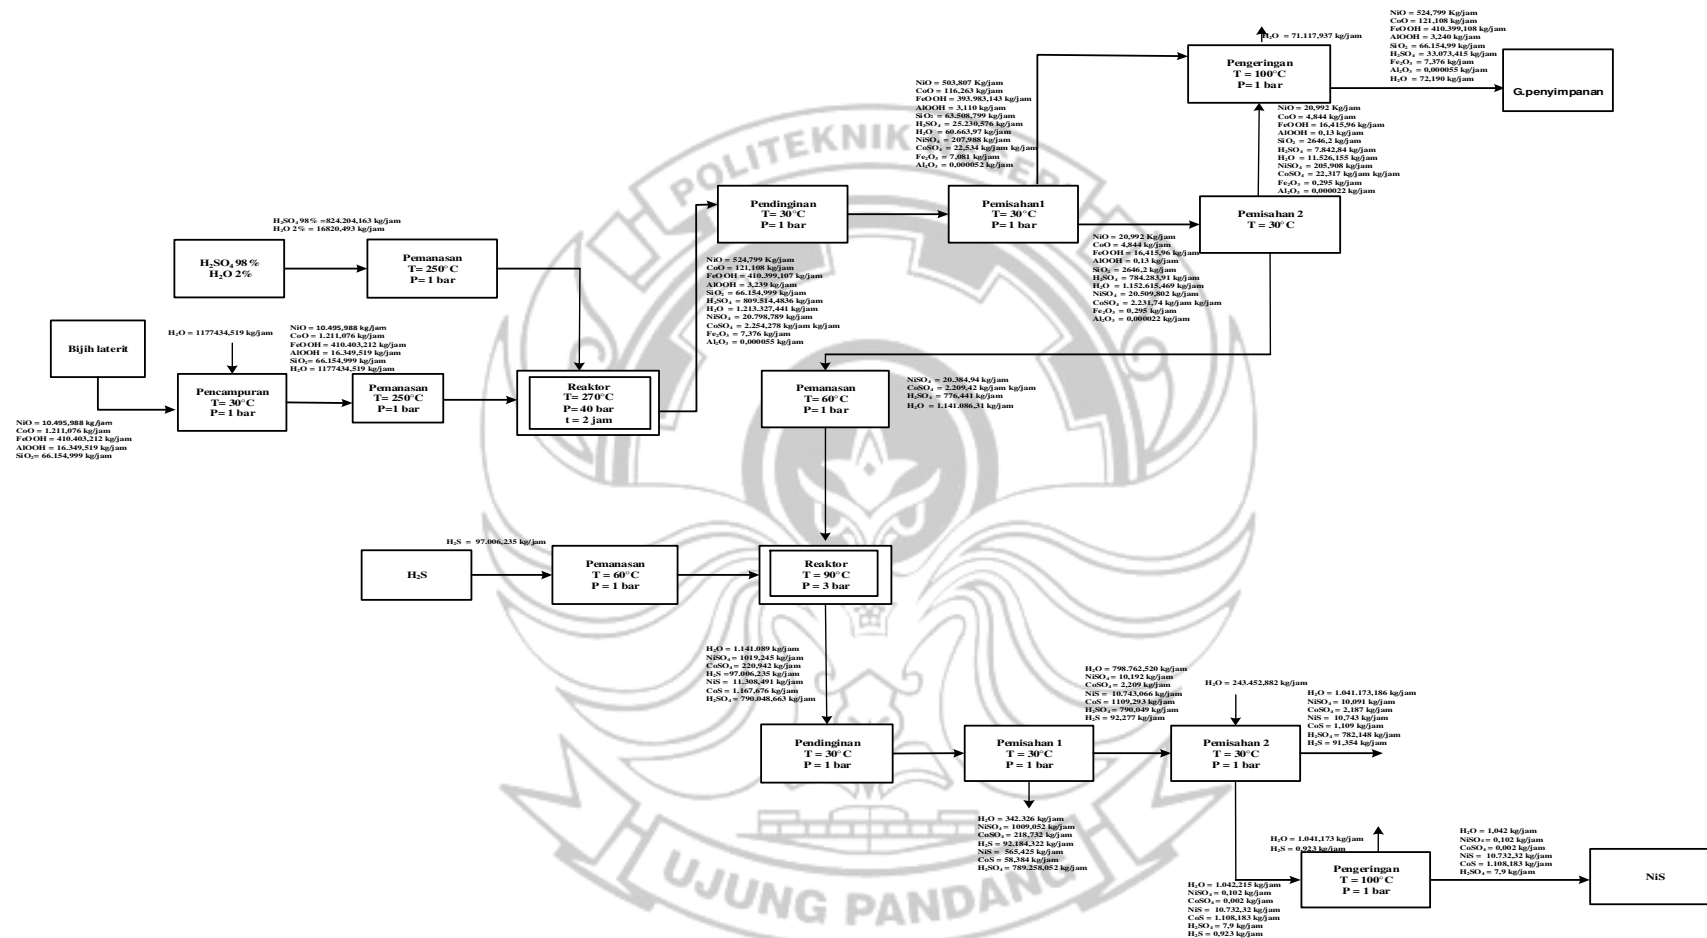 NiO = 524,799 Kg/jam
CoO = 121,108 kg/jam
FeOOH = 410.399,108 kg/jam
AlOOH = 3,240 kg/jam
SiO₂ = 66.154,99 kg/jam
H₂SO₄ = 33.073,415 kg/jam
Fe₂O₃ = 7,376 kg/jam
Al₂O₃ = 0,000055 kg/jam
H₂O = 72,190 kg/jam
H₂O = 71.117,937 kg/jam
Pengeringan
T = 100°C
P= 1 bar
G.penyimpanan
NiO = 503,807 Kg/jam
CoO = 116,263 kg/jam
FeOOH = 393.983,143 kg/jam
AlOOH = 3,110 kg/jam
SiO₂ = 63.508,799 kg/jam
H₂SO₄ = 25.230,576 kg/jam
H₂O = 60.663,97 kg/jam
NiSO₄ = 207,988 kg/jam
CoSO₄ = 22,534 kg/jam kg/jam
Fe₂O₃ = 7,081 kg/jam
Al₂O₃ = 0,000052 kg/jam
NiO = 20,992 Kg/jam
CoO = 4,844 kg/jam
FeOOH = 16,415,96 kg/jam
AlOOH = 0,13 kg/jam
SiO₂ = 2646,2 kg/jam
H₂SO₄ = 7.842,84 kg/jam
H₂O = 11.526,155 kg/jam
NiSO₄ = 205,908 kg/jam
CoSO₄ = 22,317 kg/jam kg/jam
Fe₂O₃ = 0,295 kg/jam
Al₂O₃ = 0,000022 kg/jam
POLITEKNIK NEGERI
Pendinginan
T= 30°C
P= 1 bar
Pemisahan1
T= 30°C
P= 1 bar
Pemisahan 2
T = 30°C
H₂SO₄ 98% =824.204,163 kg/jam
H₂O 2% = 16820,493 kg/jam
H₂SO₄ 98%
H₂O 2%
Pemanasan
T= 250°C
P= 1 bar
NiO = 524,799 Kg/jam
CoO = 121,108 kg/jam
FeOOH = 410.399,107 kg/jam
AlOOH = 3,239 kg/jam
SiO₂ = 66.154,999 kg/jam
H₂SO₄ = 809.514,4836 kg/jam
H₂O = 1.213.327,441 kg/jam
NiSO₄ = 20.798,789 kg/jam
CoSO₄ = 2.254,278 kg/jam kg/jam
Fe₂O₃ = 7,376 kg/jam
Al₂O₃ = 0,000055 kg/jam
NiO = 20,992 Kg/jam
CoO = 4,844 kg/jam
FeOOH = 16,415,96 kg/jam
AlOOH = 0,13 kg/jam
SiO₂ = 2646,2 kg/jam
H₂SO₄ = 784.283,91 kg/jam
H₂O = 1.152.615,469 kg/jam
NiSO₄ = 20.509,802 kg/jam
CoSO₄ = 2.231,74 kg/jam kg/jam
Fe₂O₃ = 0,295 kg/jam
Al₂O₃ = 0,000022 kg/jam
Bijih laterit
H₂O = 1177434,519 kg/jam
NiO = 10.495,988 kg/jam
CoO = 1.211,076 kg/jam
FeOOH = 410.403,212 kg/jam
AlOOH = 16.349,519 kg/jam
SiO₂= 66.154,999 kg/jam
H₂O = 1177434,519 kg/jam
Pencampuran
T= 30°C
P= 1 bar
Pemanasan
T= 250°C
P=1 bar
Reaktor
T= 270°C
P= 40 bar
t = 2 jam
NiO = 10.495,988 kg/jam
CoO = 1.211,076 kg/jam
FeOOH = 410.403,212 kg/jam
AlOOH = 16.349,519 kg/jam
SiO₂= 66.154,999 kg/jam
Pemanasan
T= 60°C
P= 1 bar
NiSO₄ = 20.384,94 kg/jam
CoSO₄ = 2.209,42 kg/jam kg/jam
H₂SO₄ = 776,441 kg/jam
H₂O = 1.141.086,31 kg/jam
H₂S = 97.006,235 kg/jam
H₂S
Pemanasan
T = 60°C
P = 1 bar
Reaktor
T = 90°C
P = 3 bar
H₂O = 1.141.089 kg/jam
NiSO₄ = 1019,245 kg/jam
CoSO₄ = 220,942 kg/jam
H₂S =97.006,235 kg/jam
NiS = 11.308,491 kg/jam
CoS = 1.167,676 kg/jam
H₂SO₄= 790.048,663 kg/jam
Pendinginan
T = 30°C
P = 1 bar
H₂O = 798.762,520 kg/jam
NiSO₄ = 10,192 kg/jam
CoSO₄ = 2,209 kg/jam
NiS = 10.743,066 kg/jam
CoS = 1109,293 kg/jam
H₂SO₄= 790,049 kg/jam
H₂S = 92,277 kg/jam
Pemisahan 1
T = 30°C
P = 1 bar
H₂O = 243.452,882 kg/jam
Pemisahan 2
T = 30°C
P = 1 bar
H₂O = 1.041.173,186 kg/jam
NiSO₄= 10,091 kg/jam
CoSO₄ = 2,187 kg/jam
NiS = 10,743 kg/jam
CoS = 1,109 kg/jam
H₂SO₄= 782,148 kg/jam
H₂S = 91,354 kg/jam
H₂O = 342.326 kg/jam
NiSO₄= 1009,052 kg/jam
CoSO₄= 218,732 kg/jam
H₂S = 92.184,322 kg/jam
NiS = 565,425 kg/jam
CoS = 58,384 kg/jam
H₂SO₄= 789.258,052 kg/jam
H₂O = 1.041,173 kg/jam
H₂S = 0,923 kg/jam
Pengeringan
T = 100°C
P = 1 bar
H₂O = 1,042 kg/jam
NiSO₄= 0,102 kg/jam
CoSO₄= 0,002 kg/jam
NiS = 10.732,32 kg/jam
CoS = 1.108,183 kg/jam
H₂SO₄= 7,9 kg/jam
NiS
H₂O = 1.042,215 kg/jam
NiSO₄= 0,102 kg/jam
CoSO₄= 0,002 kg/jam
NiS = 10.732,32 kg/jam
CoS = 1.108,183 kg/jam
H₂SO₄= 7,9 kg/jam
H₂S = 0,923 kg/jam
UJUNG PANDANG